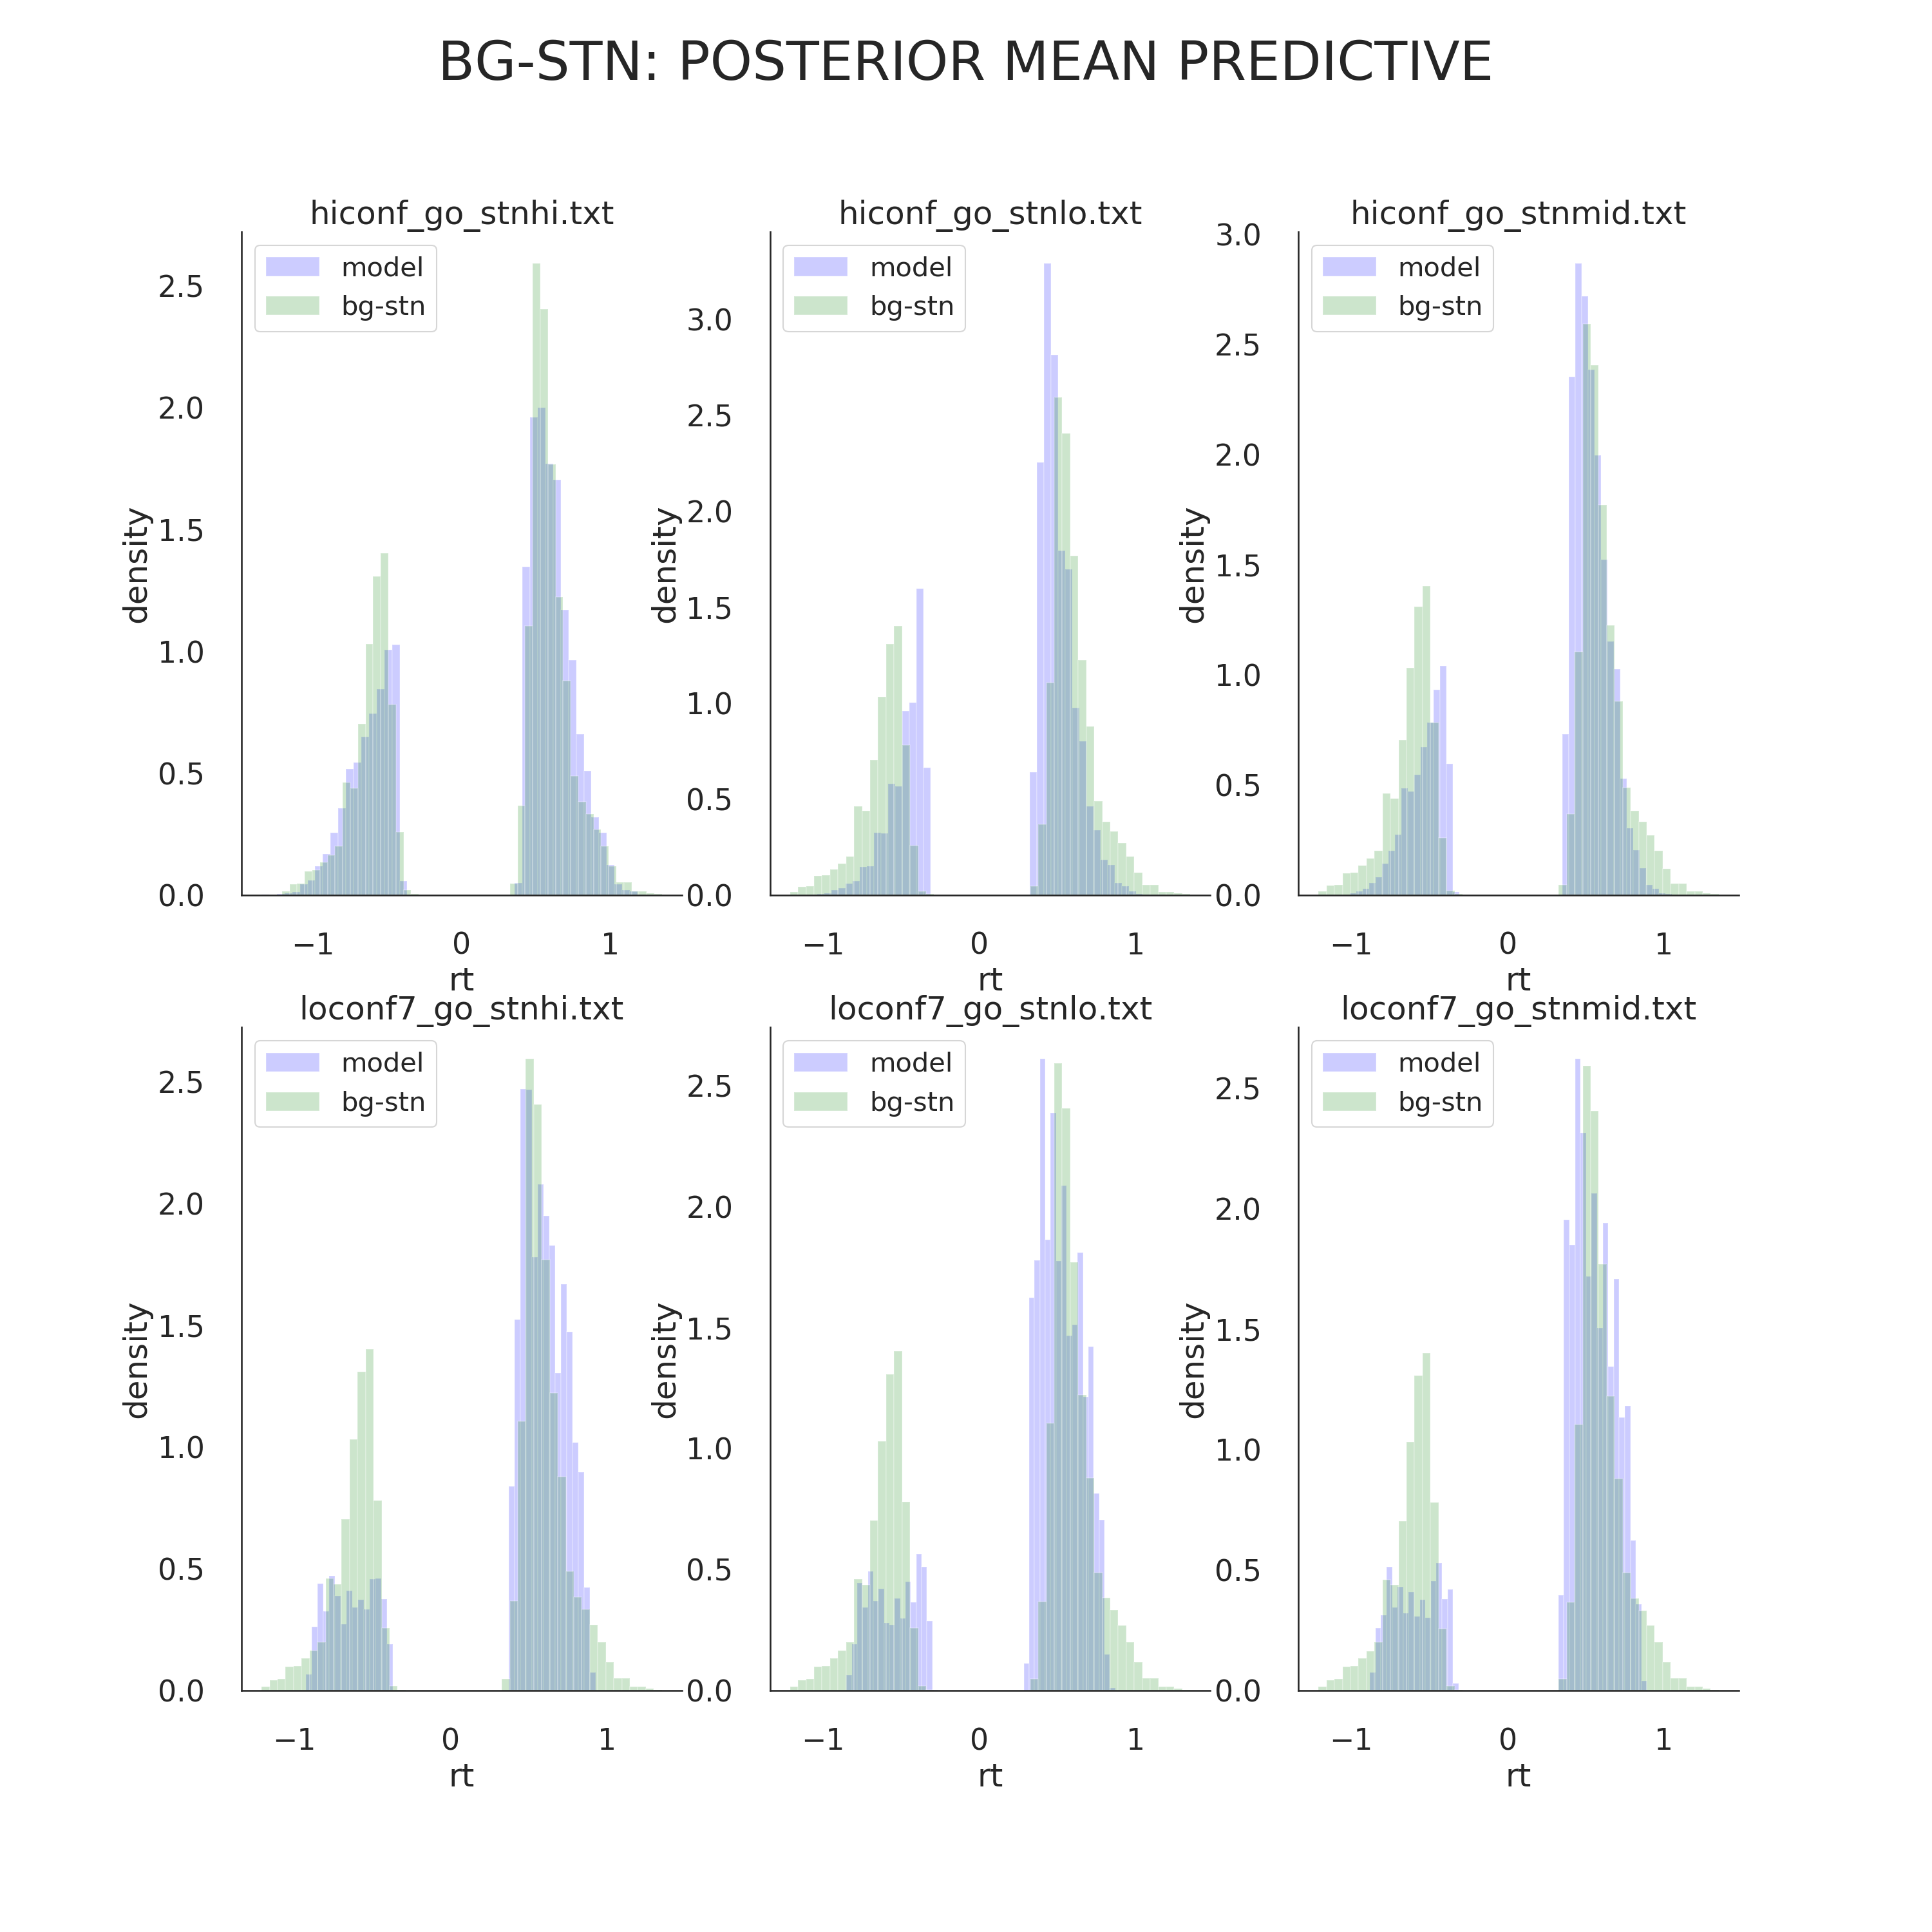 BG-STN: POSTERIOR MEAN PREDICTIVE
hiconf_go_stnhi.txt
model
bg-stn
2.5
2.0
1.5
1.0
0.5
0.0
density
−1 0 1
rt
hiconf_go_stnlo.txt
model
bg-stn
3.0
2.5
2.0
1.5
1.0
0.5
0.0
density
−1 0 1
rt
hiconf_go_stnmid.txt
model
bg-stn
3.0
2.5
2.0
1.5
1.0
0.5
0.0
density
−1 0 1
rt
loconf7_go_stnhi.txt
model
bg-stn
2.5
2.0
1.5
1.0
0.5
0.0
density
−1 0 1
rt
loconf7_go_stnlo.txt
model
bg-stn
2.5
2.0
1.5
1.0
0.5
0.0
density
−1 0 1
rt
loconf7_go_stnmid.txt
model
bg-stn
2.5
2.0
1.5
1.0
0.5
0.0
density
−1 0 1
rt